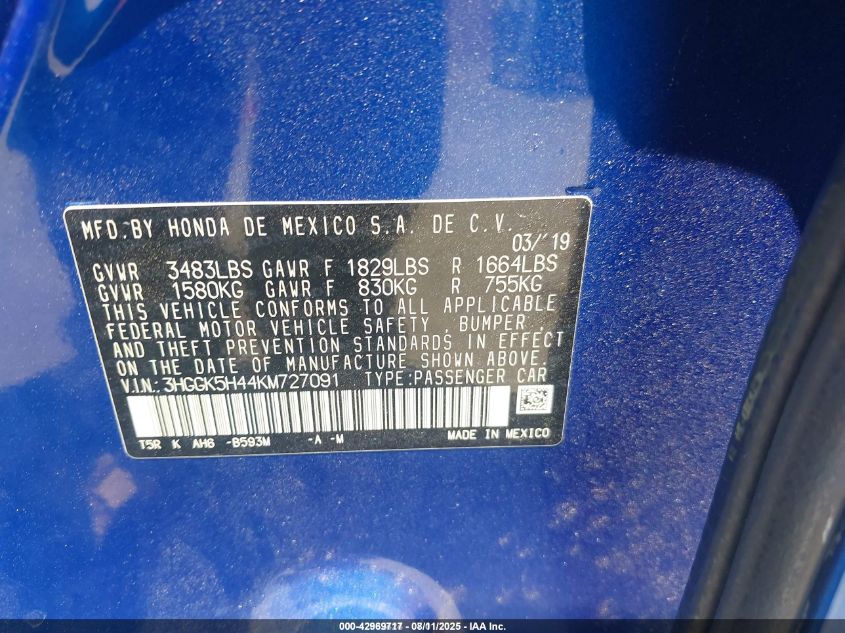 MFD. BY HONDA DE MEXICO S.A. DE C.V.
03/'19
GVWR 3483LBS GAWR F 1829LBS R 1664LBS
GVWR 1580KG GAWR F 830KG R 755KG
THIS VEHICLE CONFORMS TO ALL APPLICABLE
FEDERAL MOTOR VEHICLE SAFETY, BUMPER,
AND THEFT PREVENTION STANDARDS IN EFFECT
ON THE DATE OF MANUFACTURE SHOWN ABOVE.
V.IN.:3HGGK5H44KM727091 TYPE:PASSENGER CAR
T5R K AH6 -B593M -A -M MADE IN MEXICO
000-42969717 - 08/11/2025 - IAA Inc.